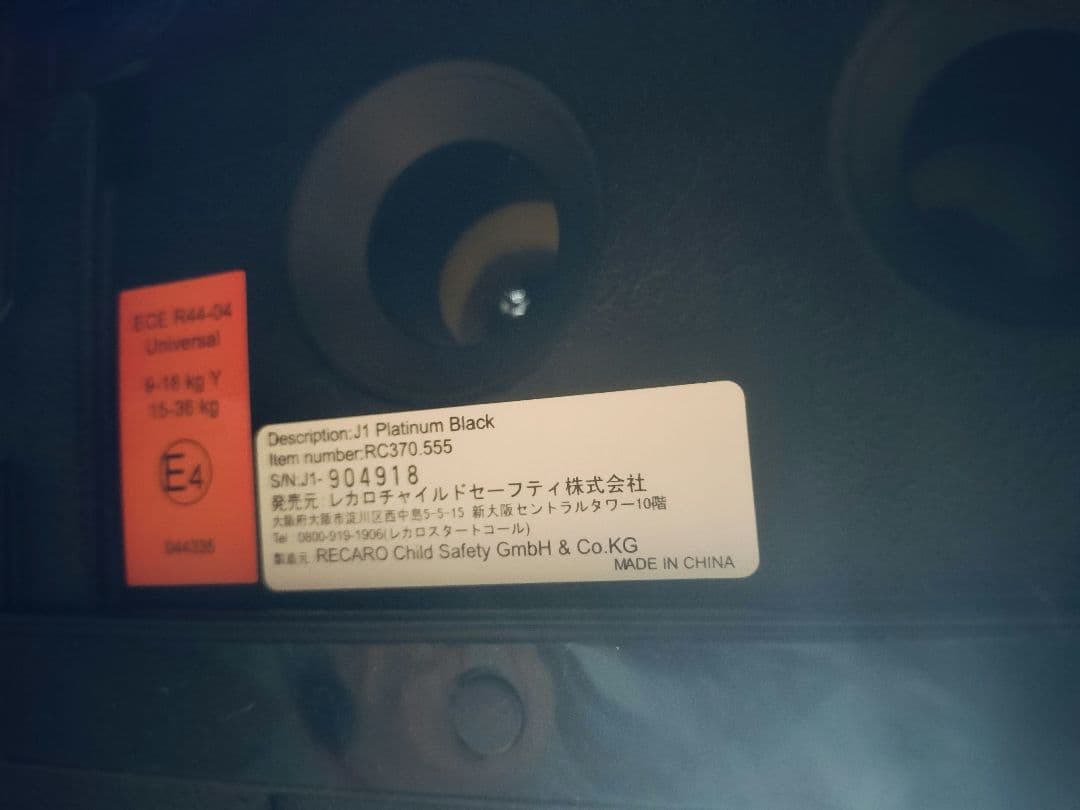 ECE R44-04
Universal
9-18 kg Y
15-36 kg
E4
Description:J1 Platinum Black
Item number:RC370.555
S/N:J1-904918
発売元 レカロチャイルドセーフティ株式会社
大阪府大阪市淀川区西中島5-5-15 新大阪セントラルタワー10階
Tel 0800-919-1906(レカロスタートコール)
製造元 RECARO Child Safety GmbH & Co.KG
MADE IN CHINA